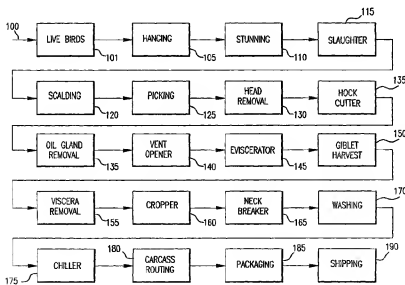 100
LIVE BIRDS
101
HANGING
105
STUNNING
110
SLAUGHTER
115
SCALDING
120
PICKING
125
HEAD
REMOVAL
130
HOCK
CUTTER
135
OIL GLAND
REMOVAL
135
VENT
OPENER
140
EVISCERATOR
145
GIBLET
HARVEST
150
VISCERA
REMOVAL
155
CROPPER
160
NECK
BREAKER
165
WASHING
170
CHILLER
175
CARCASS
ROUTING
180
PACKAGING
185
SHIPPING
190